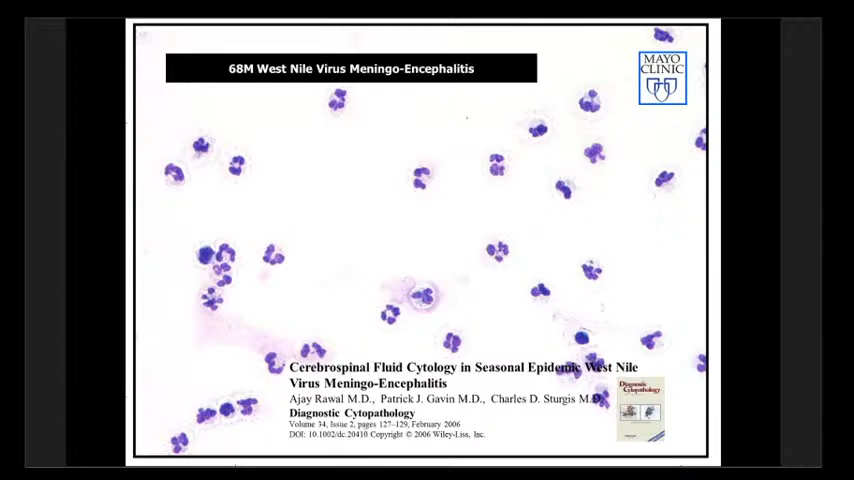 68M West Nile Virus Meningo-Encephalitis
MAYO
CLINIC
Cerebrospinal Fluid Cytology in Seasonal Epidemic West Nile
Virus Meningo-Encephalitis
Ajay Rawal M.D., Patrick J. Gavin M.D., Charles D. Sturgis M.D.
Diagnostic Cytopathology
Volume 34, Issue 2, pages 127–129, February 2006
DOI: 10.1002/dc.20410 Copyright © 2006 Wiley-Liss, Inc.
Diagnostic
Cytopathology